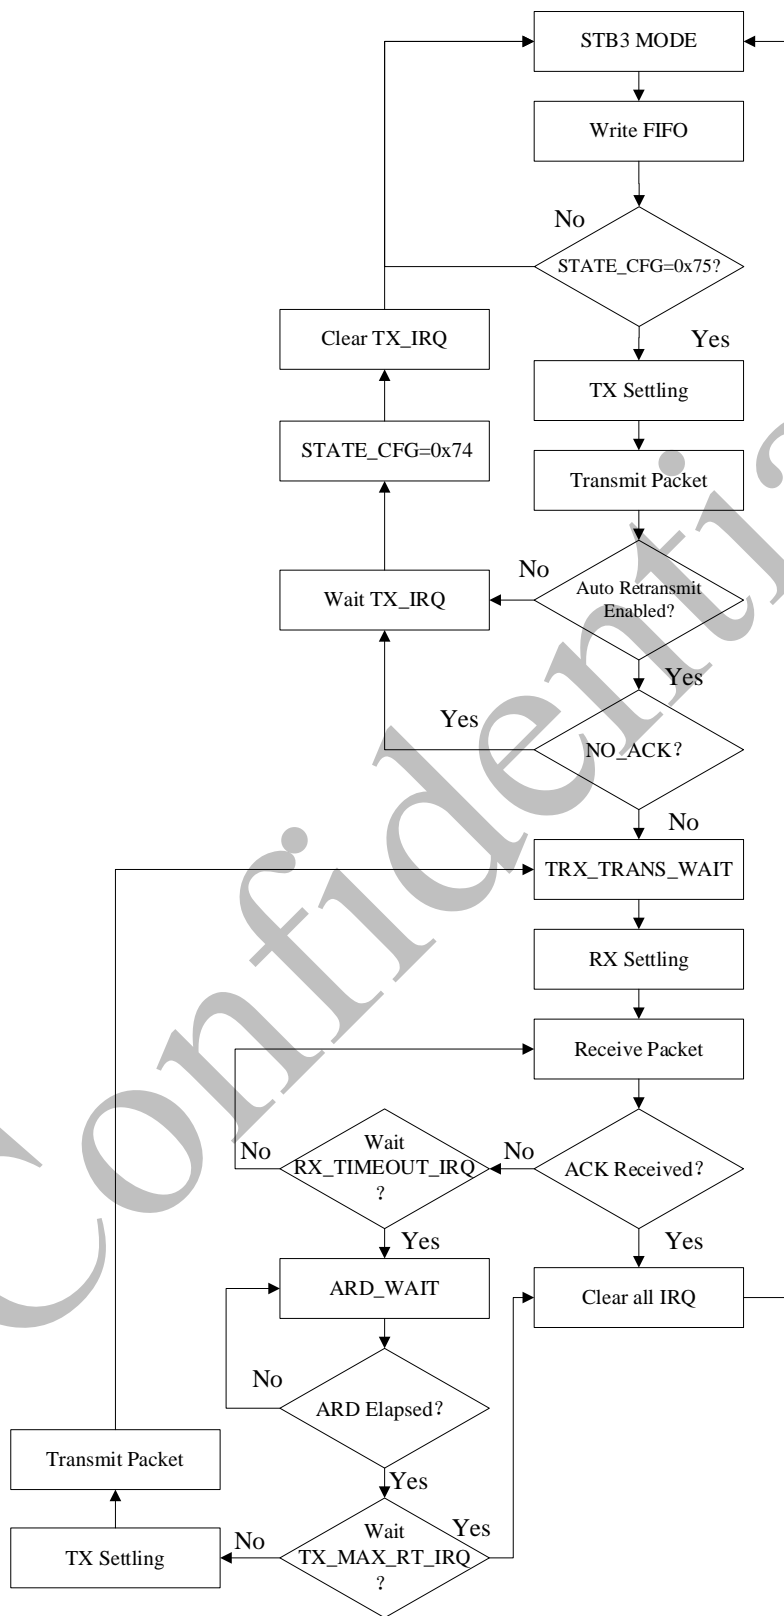 STB3 MODE
Write FIFO
No
STATE_CFG=0x75?
Yes
Clear TX_IRQ
TX Settling
STATE_CFG=0x74
Transmit Packet
No
Wait TX_IRQ
Auto Retransmit
Enabled?
Yes
Yes
NO_ACK?
No
TRX_TRANS_WAIT
RX Settling
Receive Packet
Wait
RX_TIMEOUT_IRQ
?
No
No
ACK Received?
Yes
Yes
ARD_WAIT
Clear all IRQ
No
ARD Elapsed?
Transmit Packet
Yes
Wait
TX_MAX_RT_IRQ
?
Yes
No
TX Settling
Confidentia